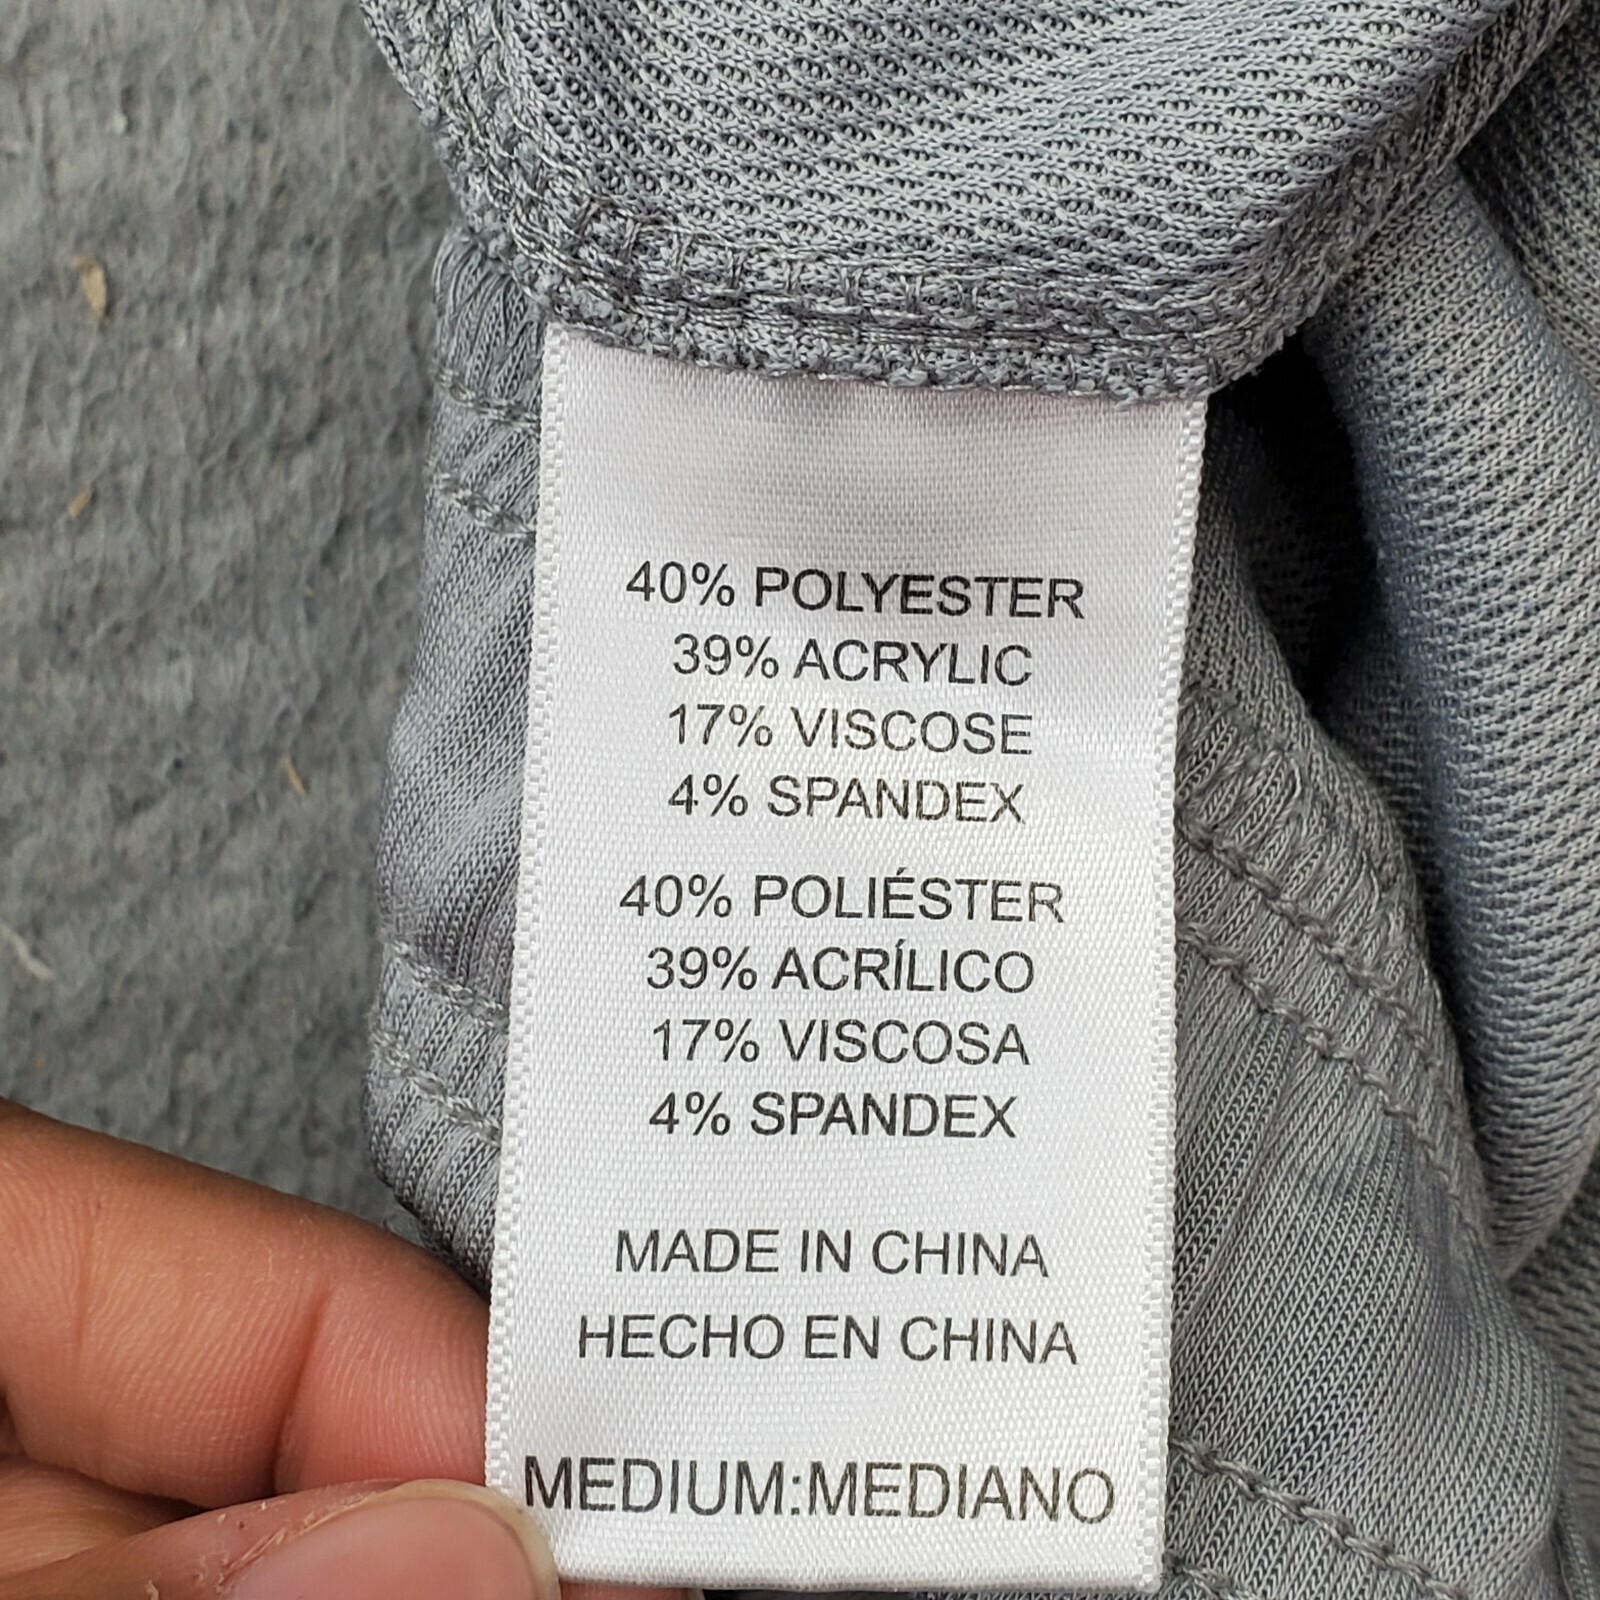 40% POLYESTER
39% ACRYLIC
17% VISCOSE
4% SPANDEX
40% POLIÉSTER
39% ACRÍLICO
17% VISCOSA
4% SPANDEX
MADE IN CHINA
HECHO EN CHINA
MEDIUM:MEDIANO